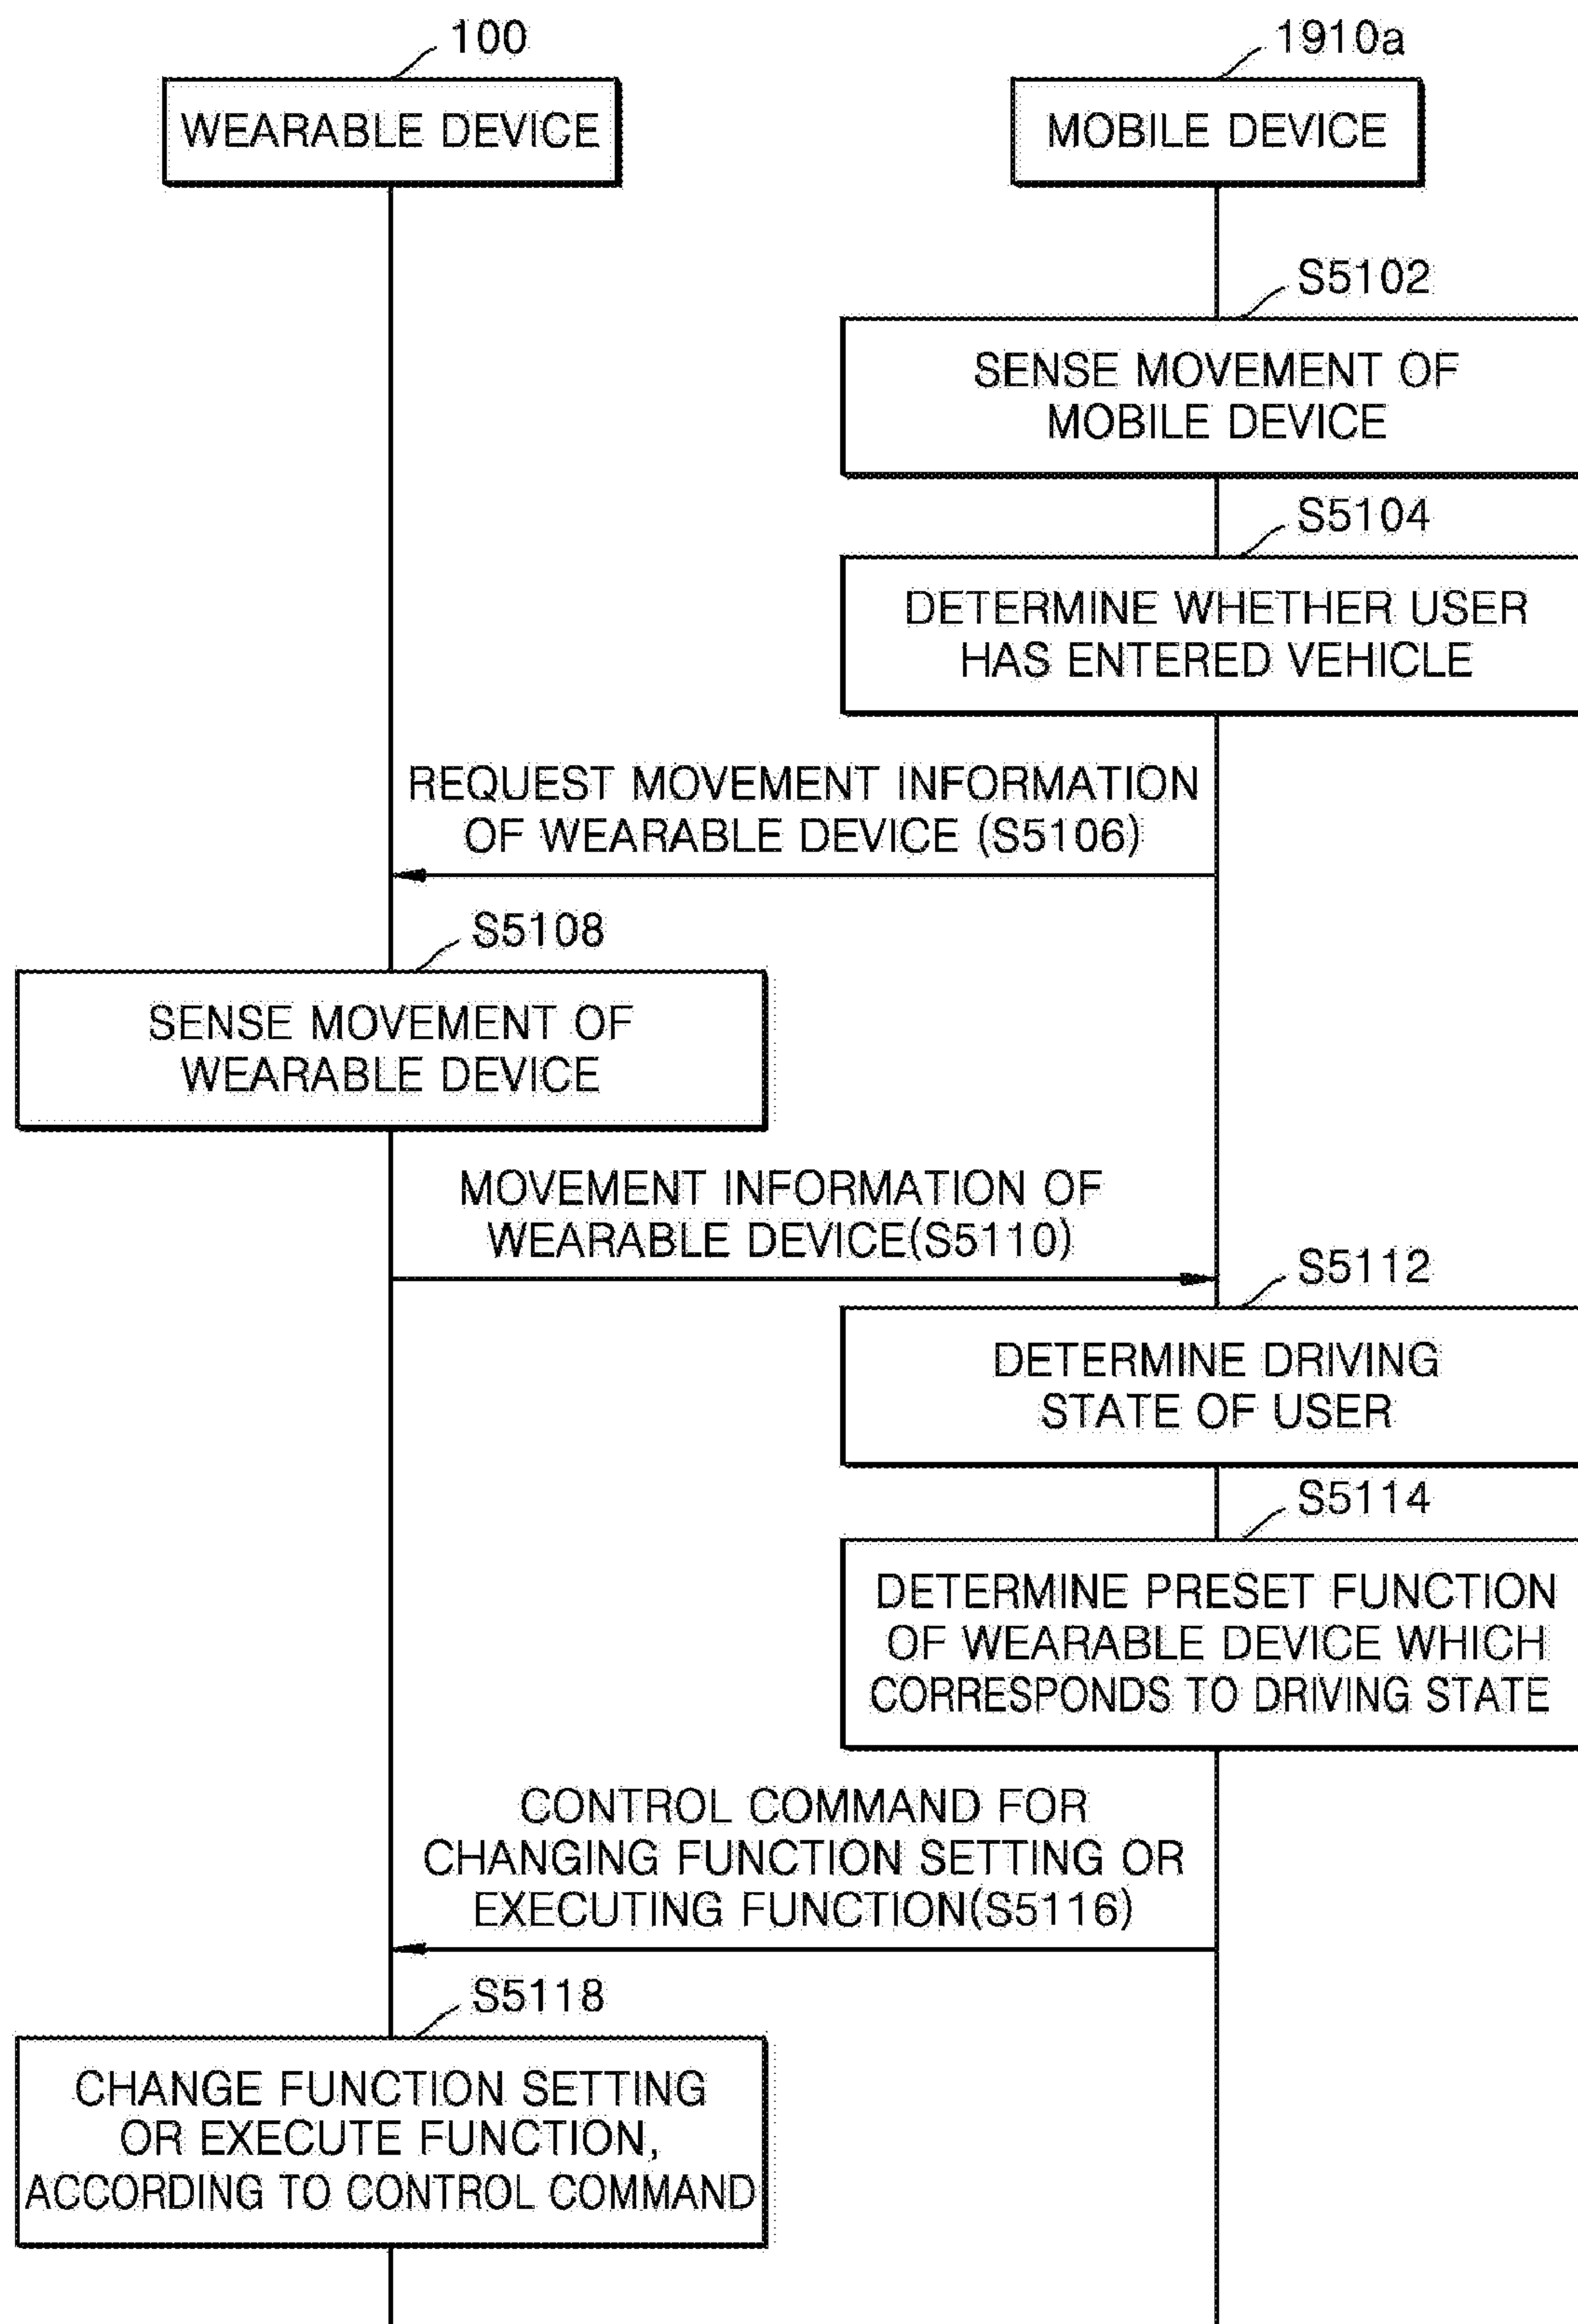 100
WEARABLE DEVICE
1910a
MOBILE DEVICE
S5102
SENSE MOVEMENT OF
MOBILE DEVICE
S5104
DETERMINE WHETHER USER
HAS ENTERED VEHICLE
REQUEST MOVEMENT INFORMATION
OF WEARABLE DEVICE (S5106)
S5108
SENSE MOVEMENT OF
WEARABLE DEVICE
MOVEMENT INFORMATION OF
WEARABLE DEVICE(S5110)
S5112
DETERMINE DRIVING
STATE OF USER
S5114
DETERMINE PRESET FUNCTION
OF WEARABLE DEVICE WHICH
CORRESPONDS TO DRIVING STATE
CONTROL COMMAND FOR
CHANGING FUNCTION SETTING OR
EXECUTING FUNCTION(S5116)
S5118
CHANGE FUNCTION SETTING
OR EXECUTE FUNCTION,
ACCORDING TO CONTROL COMMAND